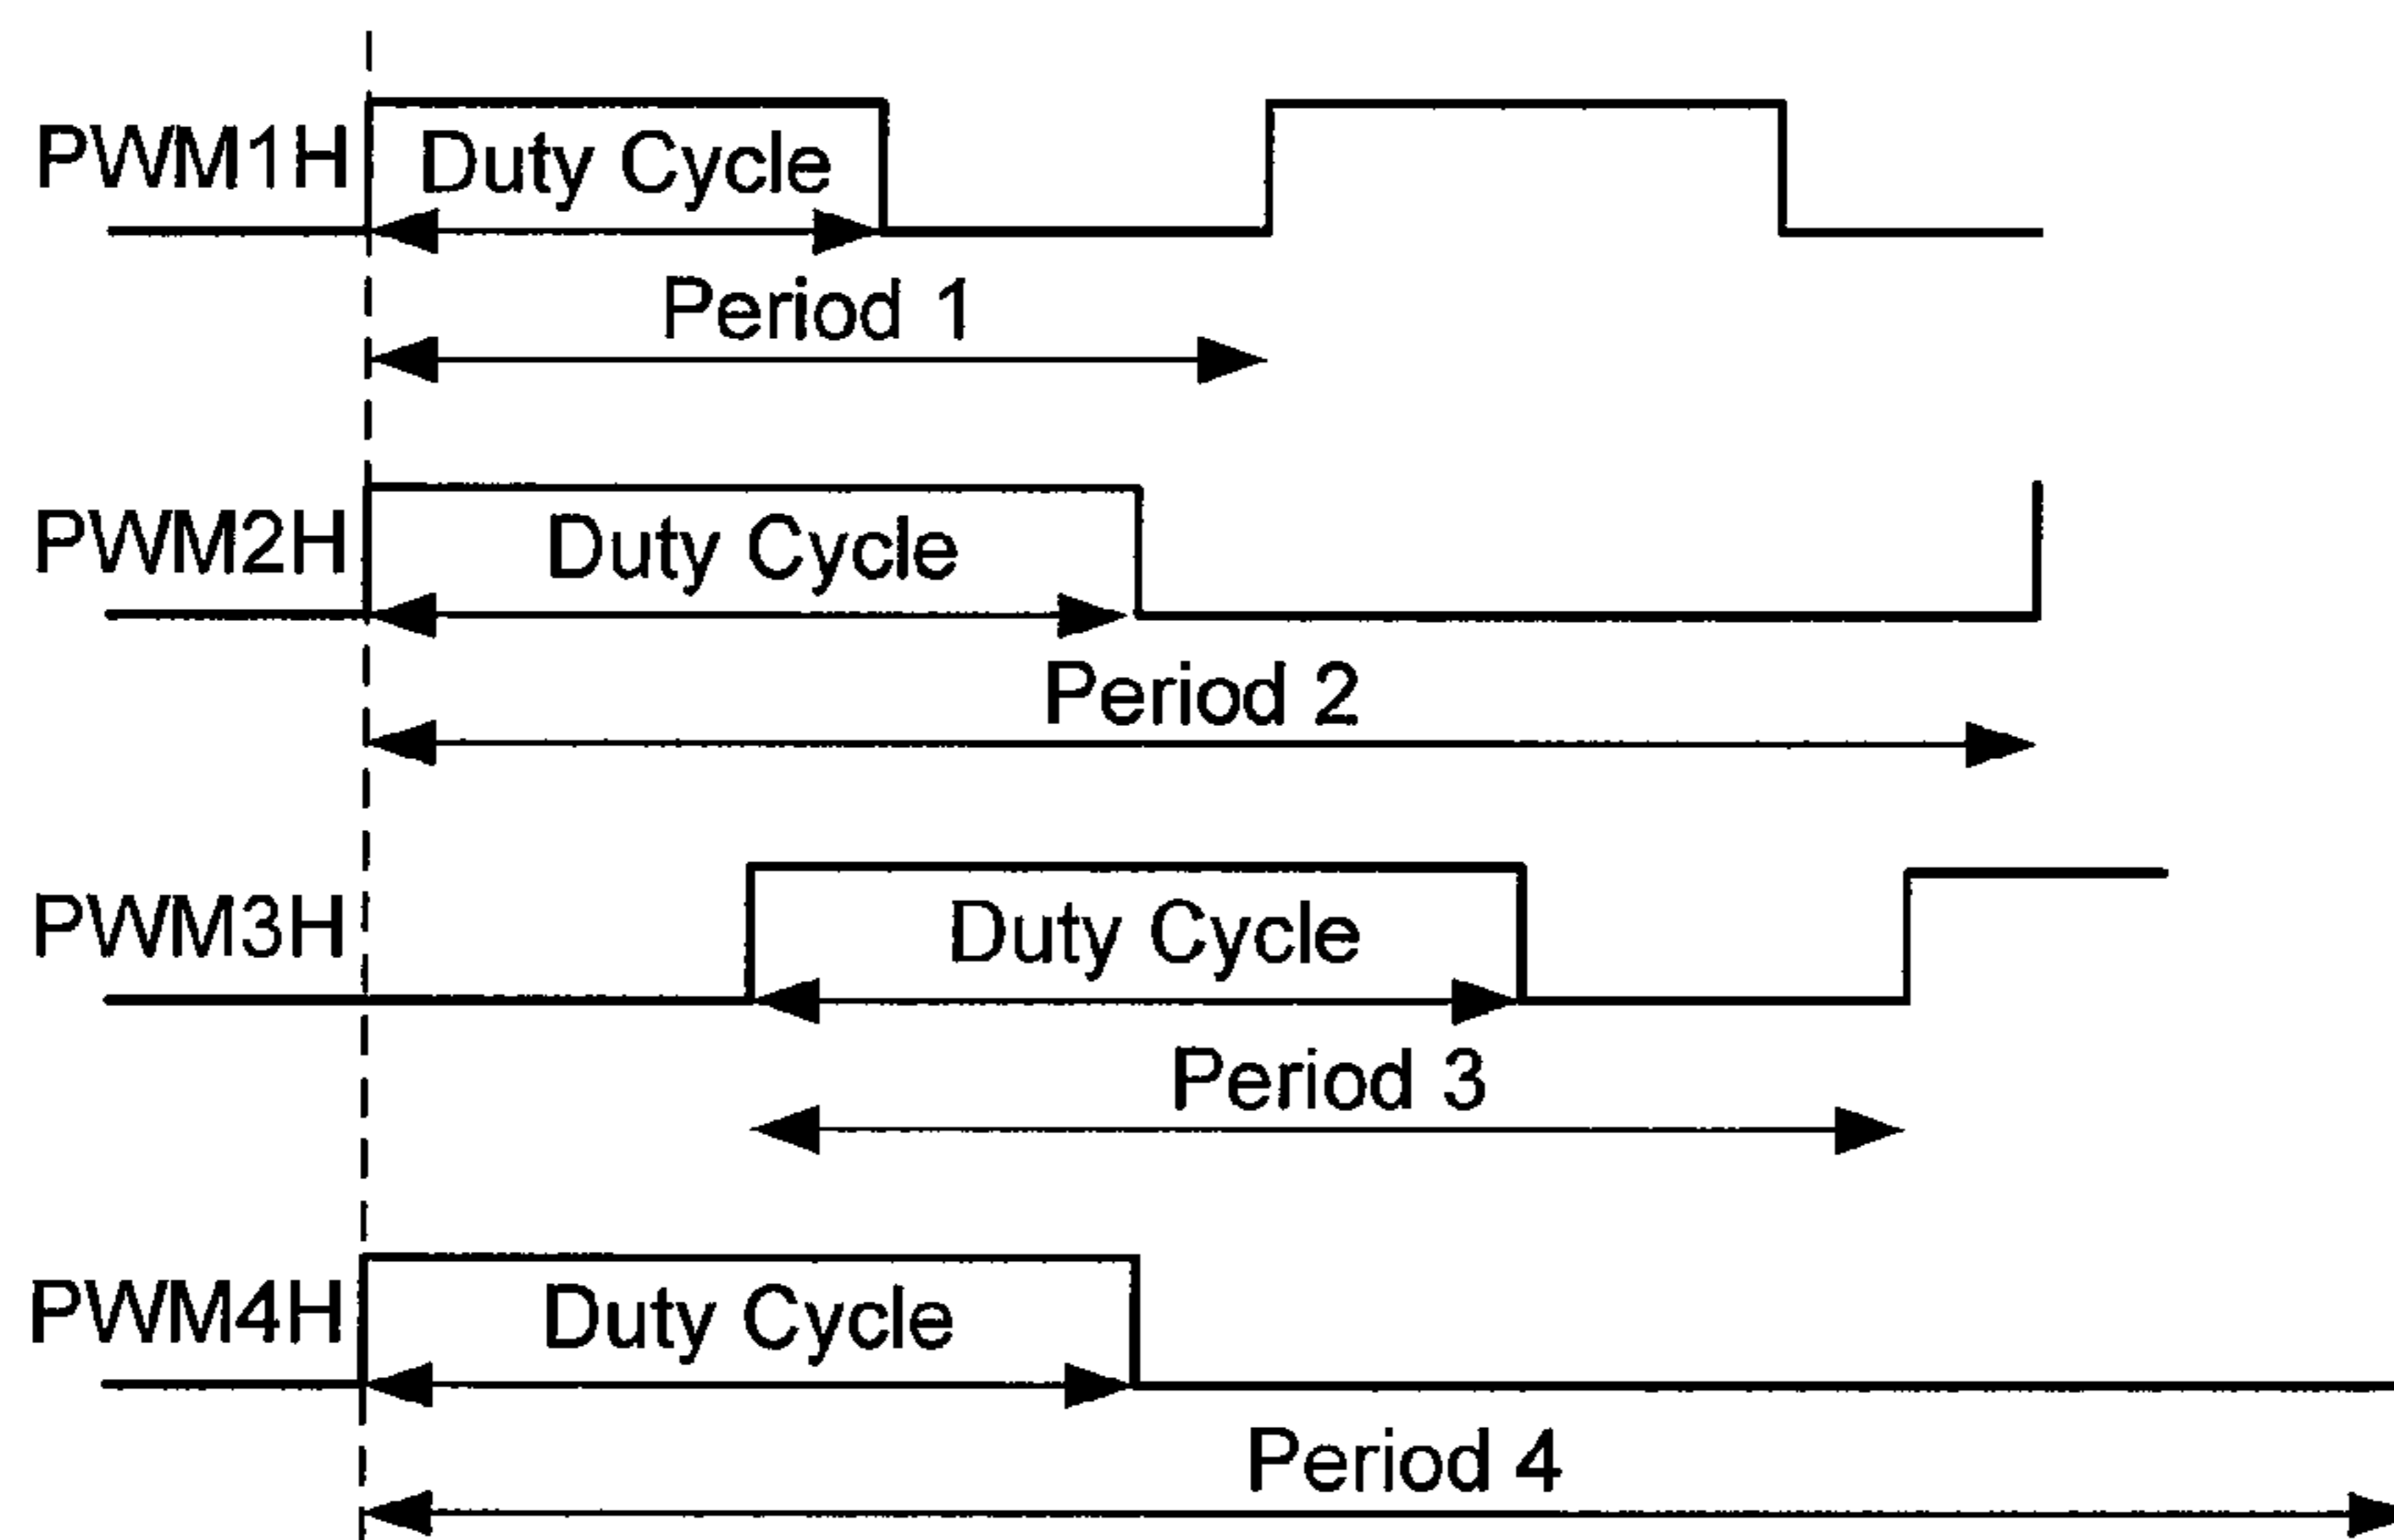 PWM1H
Duty Cycle
Period 1
PWM2H
Duty Cycle
Period 2
PWM3H
Duty Cycle
Period 3
PWM4H
Duty Cycle
Period 4